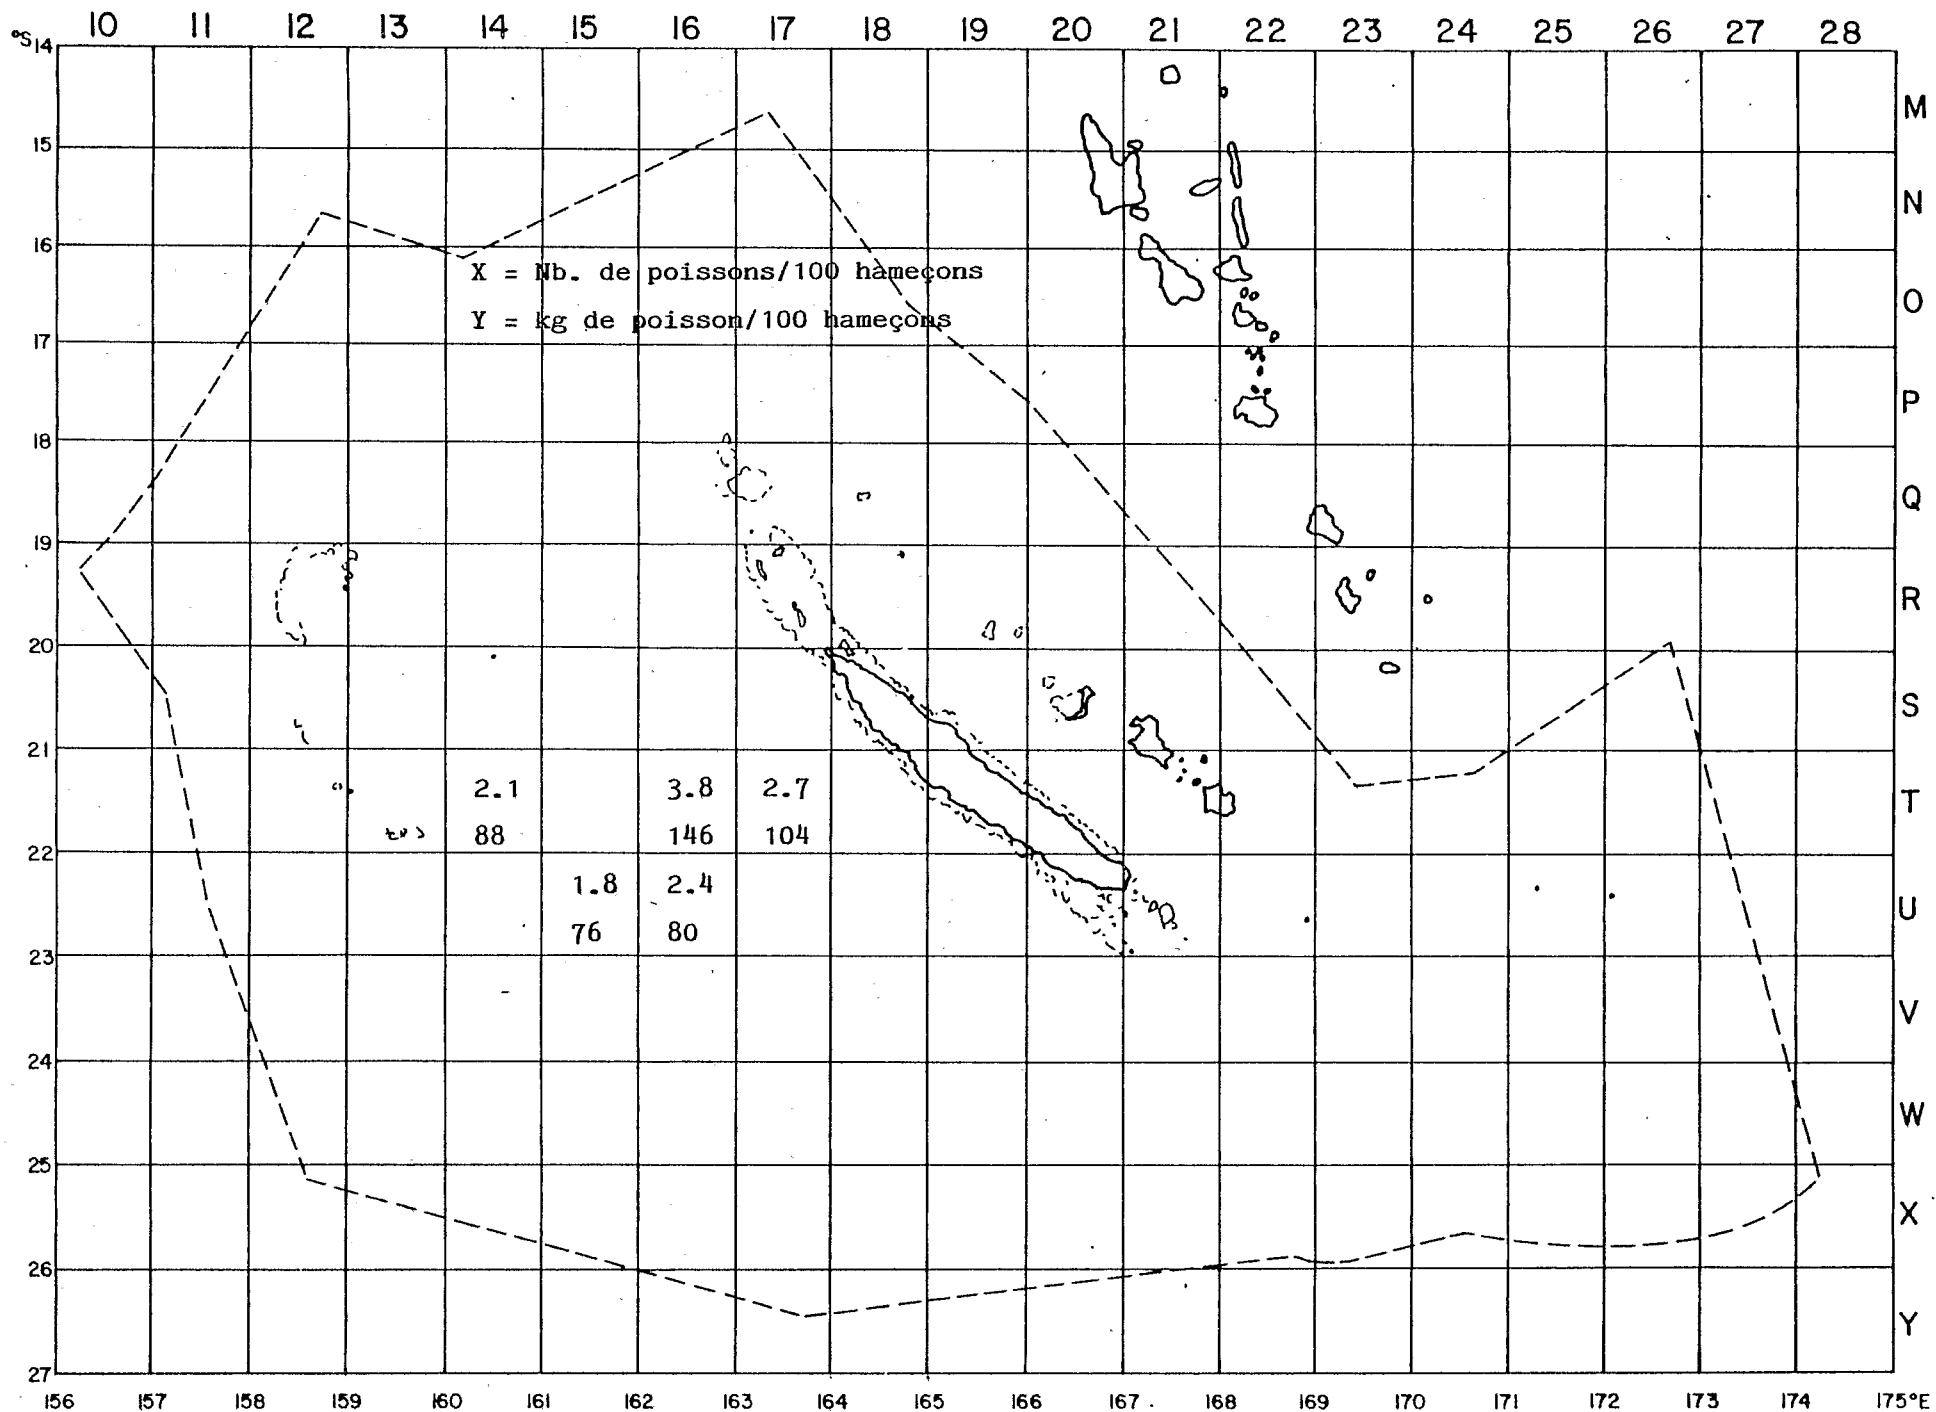 10 11 12 13 14 15 16 17 18 19 20 21 22 23 24 25 26 27 28
°S 14
M
15
N
16
X = Nb. de poissons/100 hameçons
O
Y = kg de poisson/100 hameçons
17
P
18
Q
19
R
20
S
21
2.1 3.8 2.7
T
88 146 104
22
1.8 2.4
U
76 80
23
V
24
W
25
X
26
Y
27
156 157 158 159 160 161 162 163 164 165 166 167 168 169 170 171 172 173 174 175°E